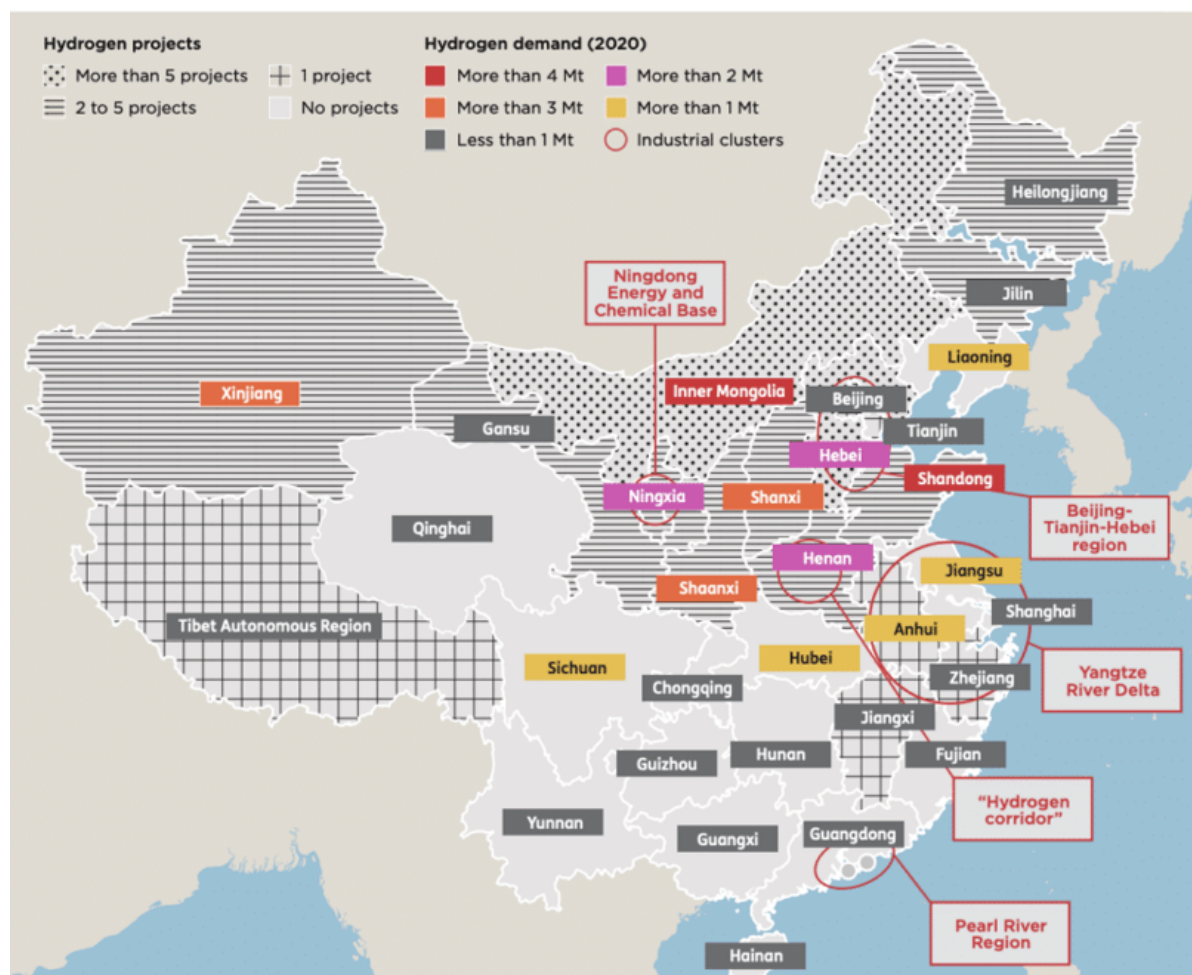 Hydrogen projects
More than 5 projects
1 project
2 to 5 projects
No projects
Hydrogen demand (2020)
More than 4 Mt
More than 2 Mt
More than 3 Mt
More than 1 Mt
Less than 1 Mt
Industrial clusters
Heilongjiang
Ningdong
Energy and
Chemical Base
Jilin
Liaoning
Xinjiang
Inner Mongolia
Beijing
Gansu
Tianjin
Hebei
Shandong
Ningxia
Shanxi
Beijing-
Tianjin-Hebei
region
Qinghai
Henan
Jiangsu
Shaanxi
Shanghai
Tibet Autonomous Region
Anhui
Sichuan
Hubei
Zhejiang
Yangtze
River Delta
Chongqing
Jiangxi
Guizhou
Hunan
Fujian
"Hydrogen
corridor"
Yunnan
Guangxi
Guangdong
Pearl River
Region
Hainan